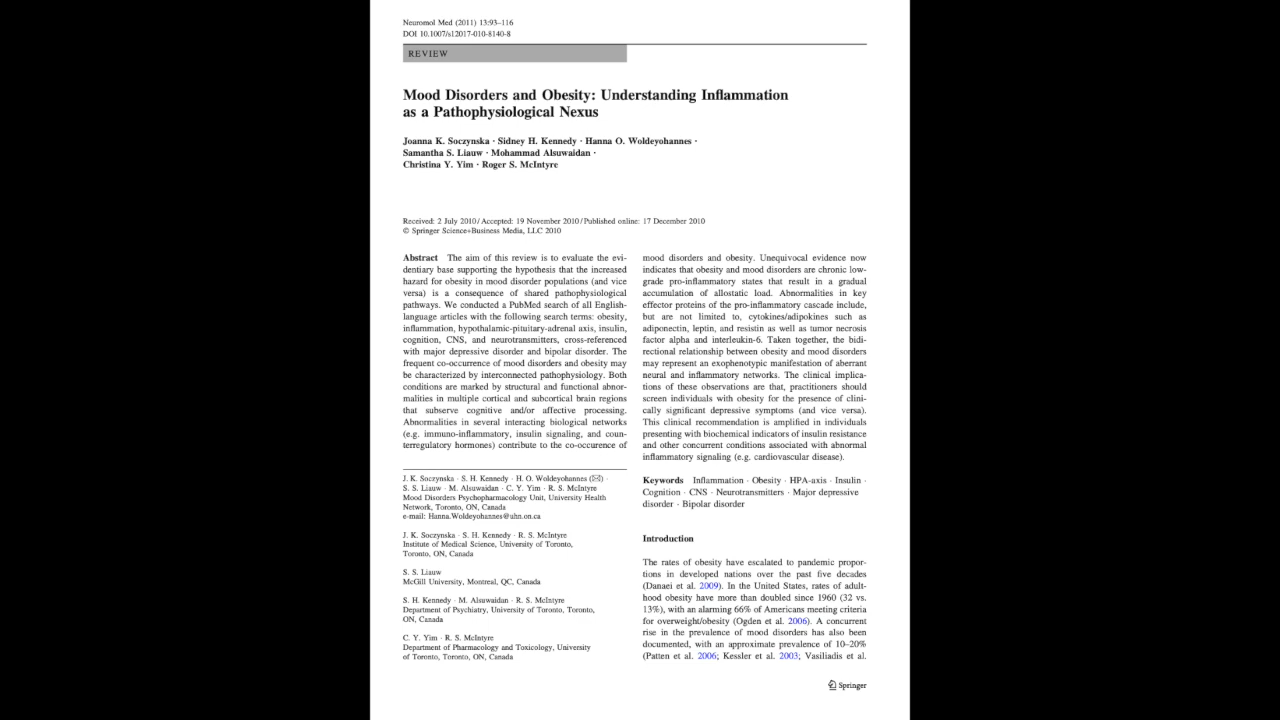 Neuromol Med (2011) 13:93–116
DOI 10.1007/s12017-010-8140-8
REVIEW
Mood Disorders and Obesity: Understanding Inflammation
as a Pathophysiological Nexus
Joanna K. Soczynska · Sidney H. Kennedy · Hanna O. Woldeyohannes ·
Samantha S. Liauw · Mohammad Alsuwaidan ·
Christina Y. Yim · Roger S. McIntyre
Received: 2 July 2010 / Accepted: 19 November 2010 / Published online: 17 December 2010
© Springer Science+Business Media, LLC 2010
Abstract The aim of this review is to evaluate the evi-
dentiary base supporting the hypothesis that the increased
hazard for obesity in mood disorder populations (and vice
versa) is a consequence of shared pathophysiological
pathways. We conducted a PubMed search of all English-
language articles with the following search terms: obesity,
inflammation, hypothalamic-pituitary-adrenal axis, insulin,
cognition, CNS, and neurotransmitters, cross-referenced
with major depressive disorder and bipolar disorder. The
frequent co-occurrence of mood disorders and obesity may
be characterized by interconnected pathophysiology. Both
conditions are marked by structural and functional abnor-
malities in multiple cortical and subcortical brain regions
that subserve cognitive and/or affective processing.
Abnormalities in several interacting biological networks
(e.g. immuno-inflammatory, insulin signaling, and coun-
terregulatory hormones) contribute to the co-occurence of
J. K. Soczynska · S. H. Kennedy · H. O. Woldeyohannes (✉) ·
S. S. Liauw · M. Alsuwaidan · C. Y. Yim · R. S. McIntyre
Mood Disorders Psychopharmacology Unit, University Health
Network, Toronto, ON, Canada
e-mail: Hanna.Woldeyohannes@uhn.on.ca
J. K. Soczynska · S. H. Kennedy · R. S. McIntyre
Institute of Medical Science, University of Toronto,
Toronto, ON, Canada
S. S. Liauw
McGill University, Montreal, QC, Canada
S. H. Kennedy · M. Alsuwaidan · R. S. McIntyre
Department of Psychiatry, University of Toronto, Toronto,
ON, Canada
C. Y. Yim · R. S. McIntyre
Department of Pharmacology and Toxicology, University
of Toronto, Toronto, ON, Canada
mood disorders and obesity. Unequivocal evidence now
indicates that obesity and mood disorders are chronic low-
grade pro-inflammatory states that result in a gradual
accumulation of allostatic load. Abnormalities in key
effector proteins of the pro-inflammatory cascade include,
but are not limited to, cytokines/adipokines such as
adiponectin, leptin, and resistin as well as tumor necrosis
factor alpha and interleukin-6. Taken together, the bidi-
rectional relationship between obesity and mood disorders
may represent an exophenotypic manifestation of aberrant
neural and inflammatory networks. The clinical implica-
tions of these observations are that, practitioners should
screen individuals with obesity for the presence of clini-
cally significant depressive symptoms (and vice versa).
This clinical recommendation is amplified in individuals
presenting with biochemical indicators of insulin resistance
and other concurrent conditions associated with abnormal
inflammatory signaling (e.g. cardiovascular disease).
Keywords Inflammation · Obesity · HPA-axis · Insulin ·
Cognition · CNS · Neurotransmitters · Major depressive
disorder · Bipolar disorder
Introduction
The rates of obesity have escalated to pandemic propor-
tions in developed nations over the past five decades
(Danaei et al. 2009). In the United States, rates of adult-
hood obesity have more than doubled since 1960 (32 vs.
13%), with an alarming 66% of Americans meeting criteria
for overweight/obesity (Ogden et al. 2006). A concurrent
rise in the prevalence of mood disorders has also been
documented, with an approximate prevalence of 10–20%
(Patten et al. 2006; Kessler et al. 2003; Vasiliadis et al.
Springer